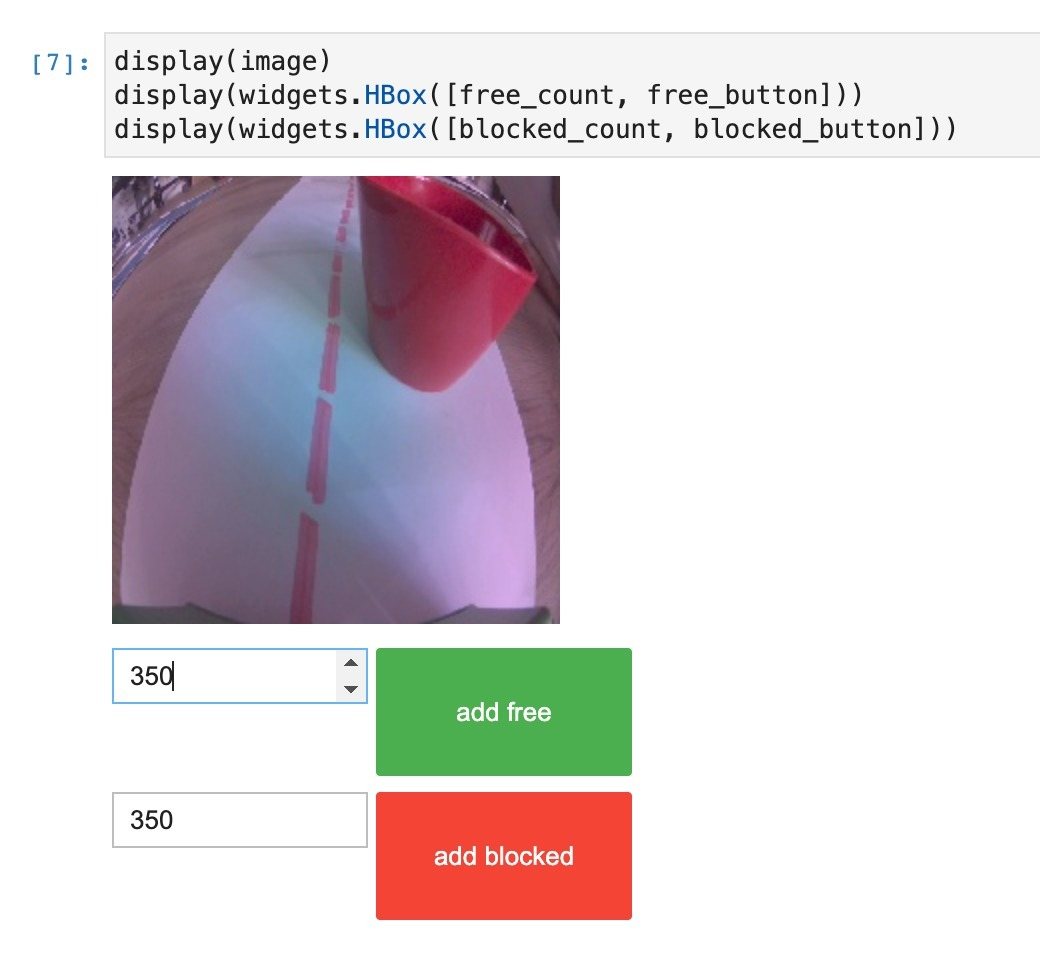 [7]: display(image)
display(widgets.HBox([free_count, free_button]))
display(widgets.HBox([blocked_count, blocked_button]))
350
add free
350
add blocked